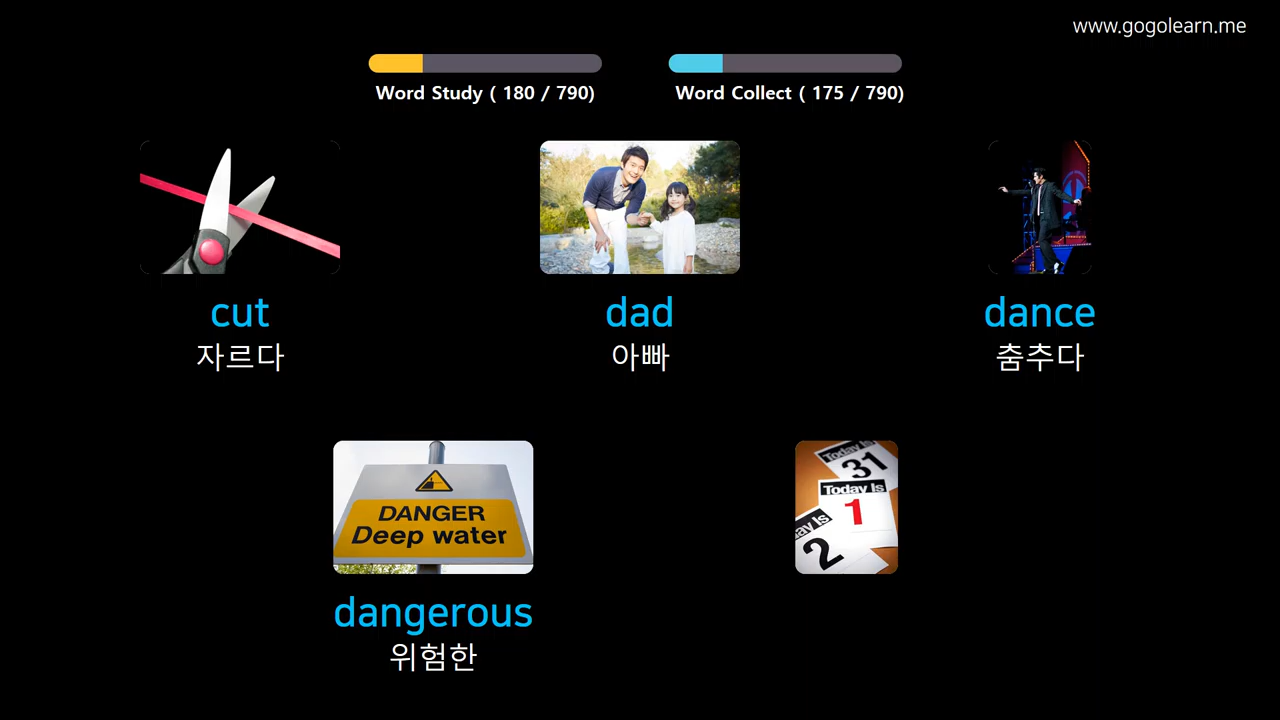 www.gogolearn.me
Word Study ( 180 / 790)
Word Collect ( 175 / 790)
cut
자르다
dad
아빠
dance
춤추다
DANGER
Deep water
dangerous
위험한
Today Is
31
Today Is
1
ay Is
2